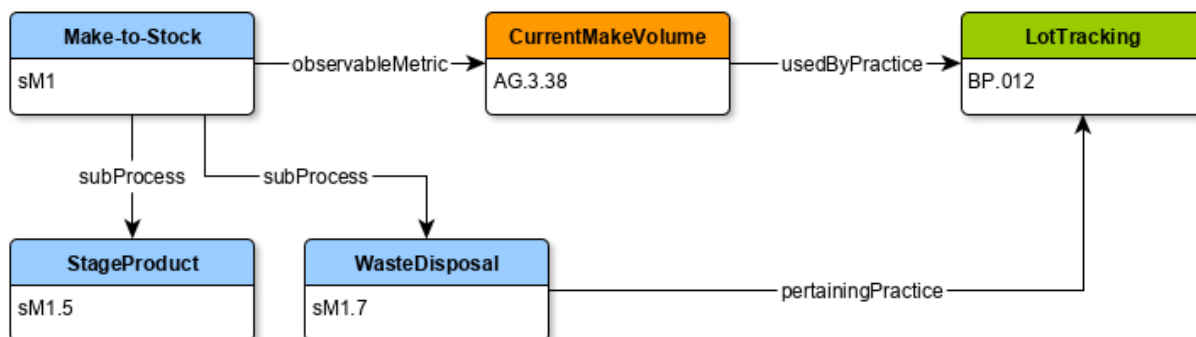 Make-to-Stock
sM1
observableMetric
CurrentMakeVolume
AG.3.38
usedByPractice
LotTracking
BP.012
subProcess
subProcess
StageProduct
sM1.5
WasteDisposal
sM1.7
pertainingPractice